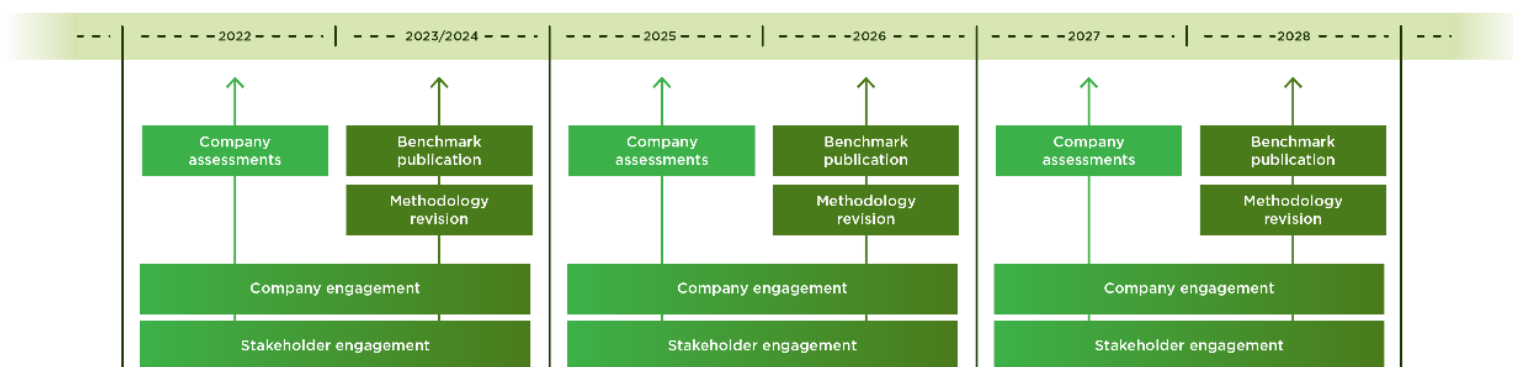 2022
2023/2024
2025
2026
2027
2028
Company
assessments
Benchmark
publication
Company
assessments
Benchmark
publication
Company
assessments
Benchmark
publication
Methodology
revision
Methodology
revision
Methodology
revision
Company engagement
Company engagement
Company engagement
Stakeholder engagement
Stakeholder engagement
Stakeholder engagement